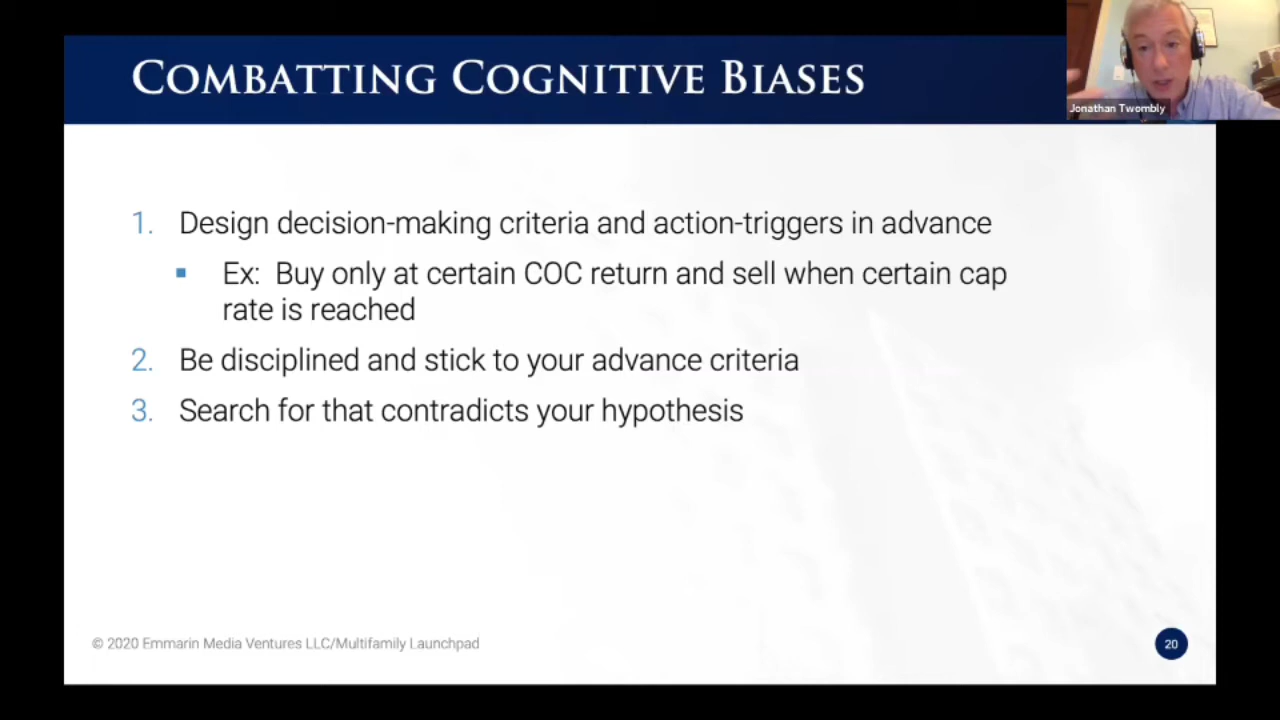 COMBATTING COGNITIVE BIASES
Jonathan Twombly
1. Design decision-making criteria and action-triggers in advance
▪ Ex: Buy only at certain COC return and sell when certain cap
rate is reached
2. Be disciplined and stick to your advance criteria
3. Search for that contradicts your hypothesis
© 2020 Emmarin Media Ventures LLC/Multifamily Launchpad
20